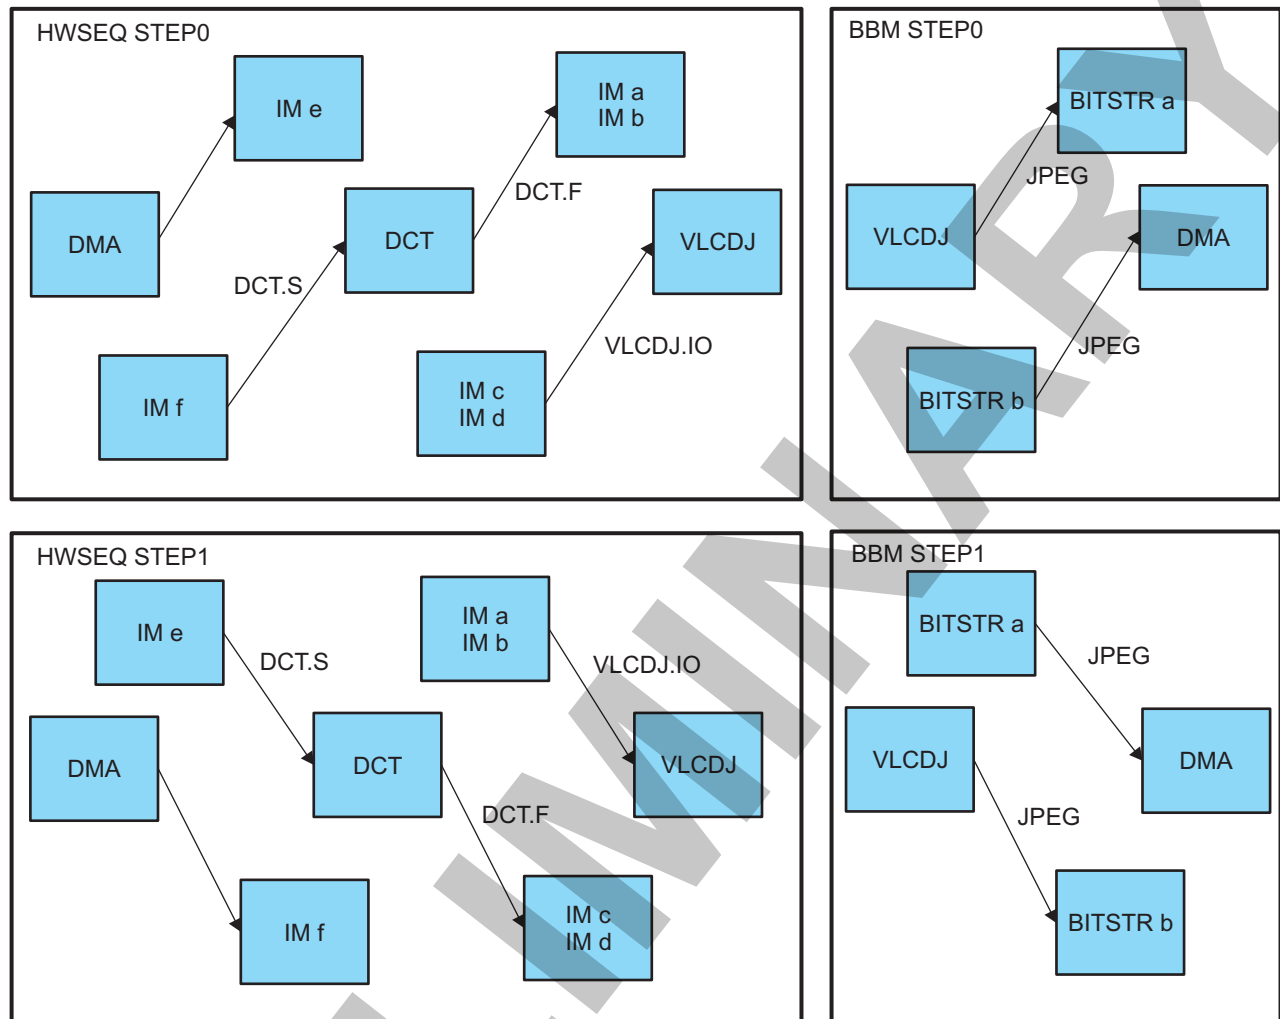 HWSEQ STEP0
IM e
IM a
IM b
DMA
DCT.S
DCT
DCT.F
VLCDJ
VLCDJ.IO
IM f
IM c
IM d
BBM STEP0
BITSTR a
JPEG
VLCDJ
DMA
JPEG
BITSTR b
HWSEQ STEP1
IM e
DCT.S
IM a
IM b
VLCDJ.IO
DMA
DCT
VLCDJ
DCT.F
IM f
IM c
IM d
BBM STEP1
BITSTR a
JPEG
VLCDJ
DMA
JPEG
BITSTR b
IMINARY